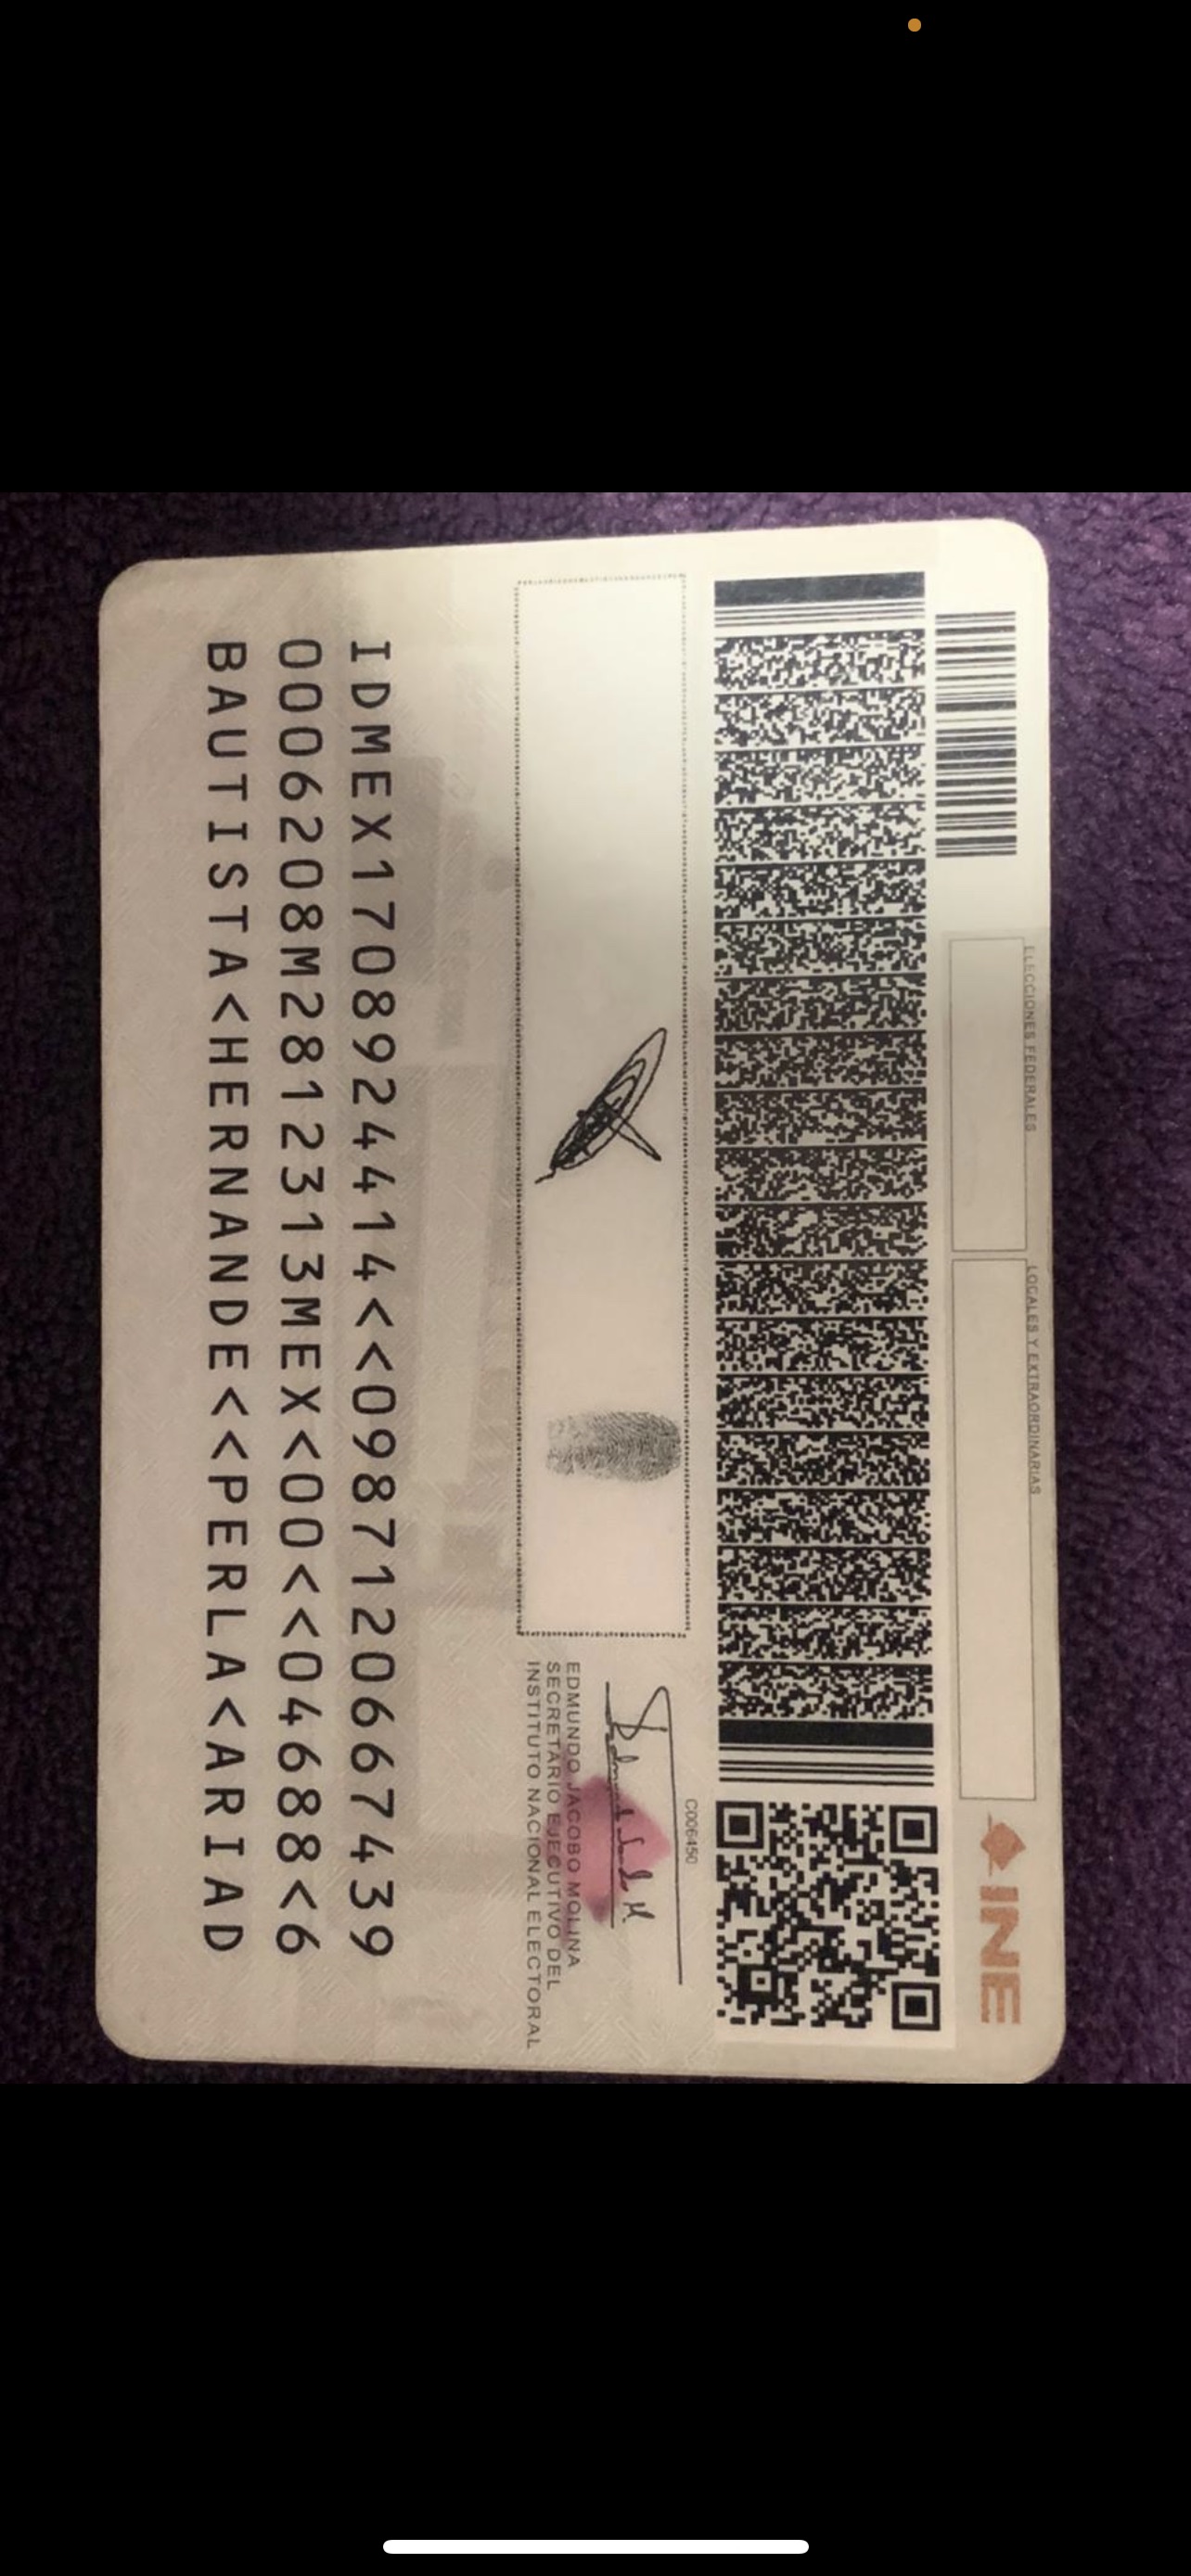 ELECCIONES FEDERALES
LOCALES Y EXTRAORDINARIAS
INE
C006450
EDMUNDO JACOBO MOLINA
SECRETARIO EJECUTIVO DEL
INSTITUTO NACIONAL ELECTORAL
IDMEX1708924414<<0987120667439
0006208M2812313MEX<00<<04688<6
BAUTISTA<HERNANDE<<PERLA<ARIAD